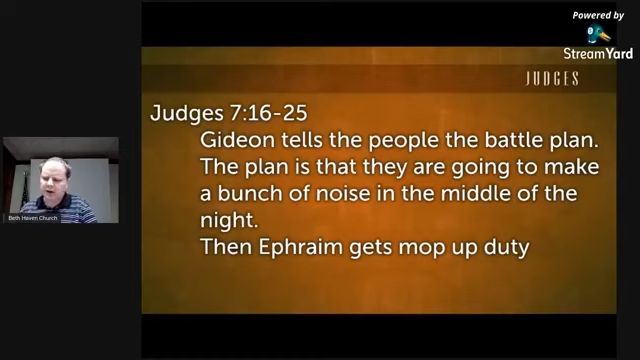 Powered by
StreamYard
JUDGES
Judges 7:16-25
Gideon tells the people the battle plan.
The plan is that they are going to make
a bunch of noise in the middle of the
night.
Then Ephraim gets mop up duty
Beth Haven Church